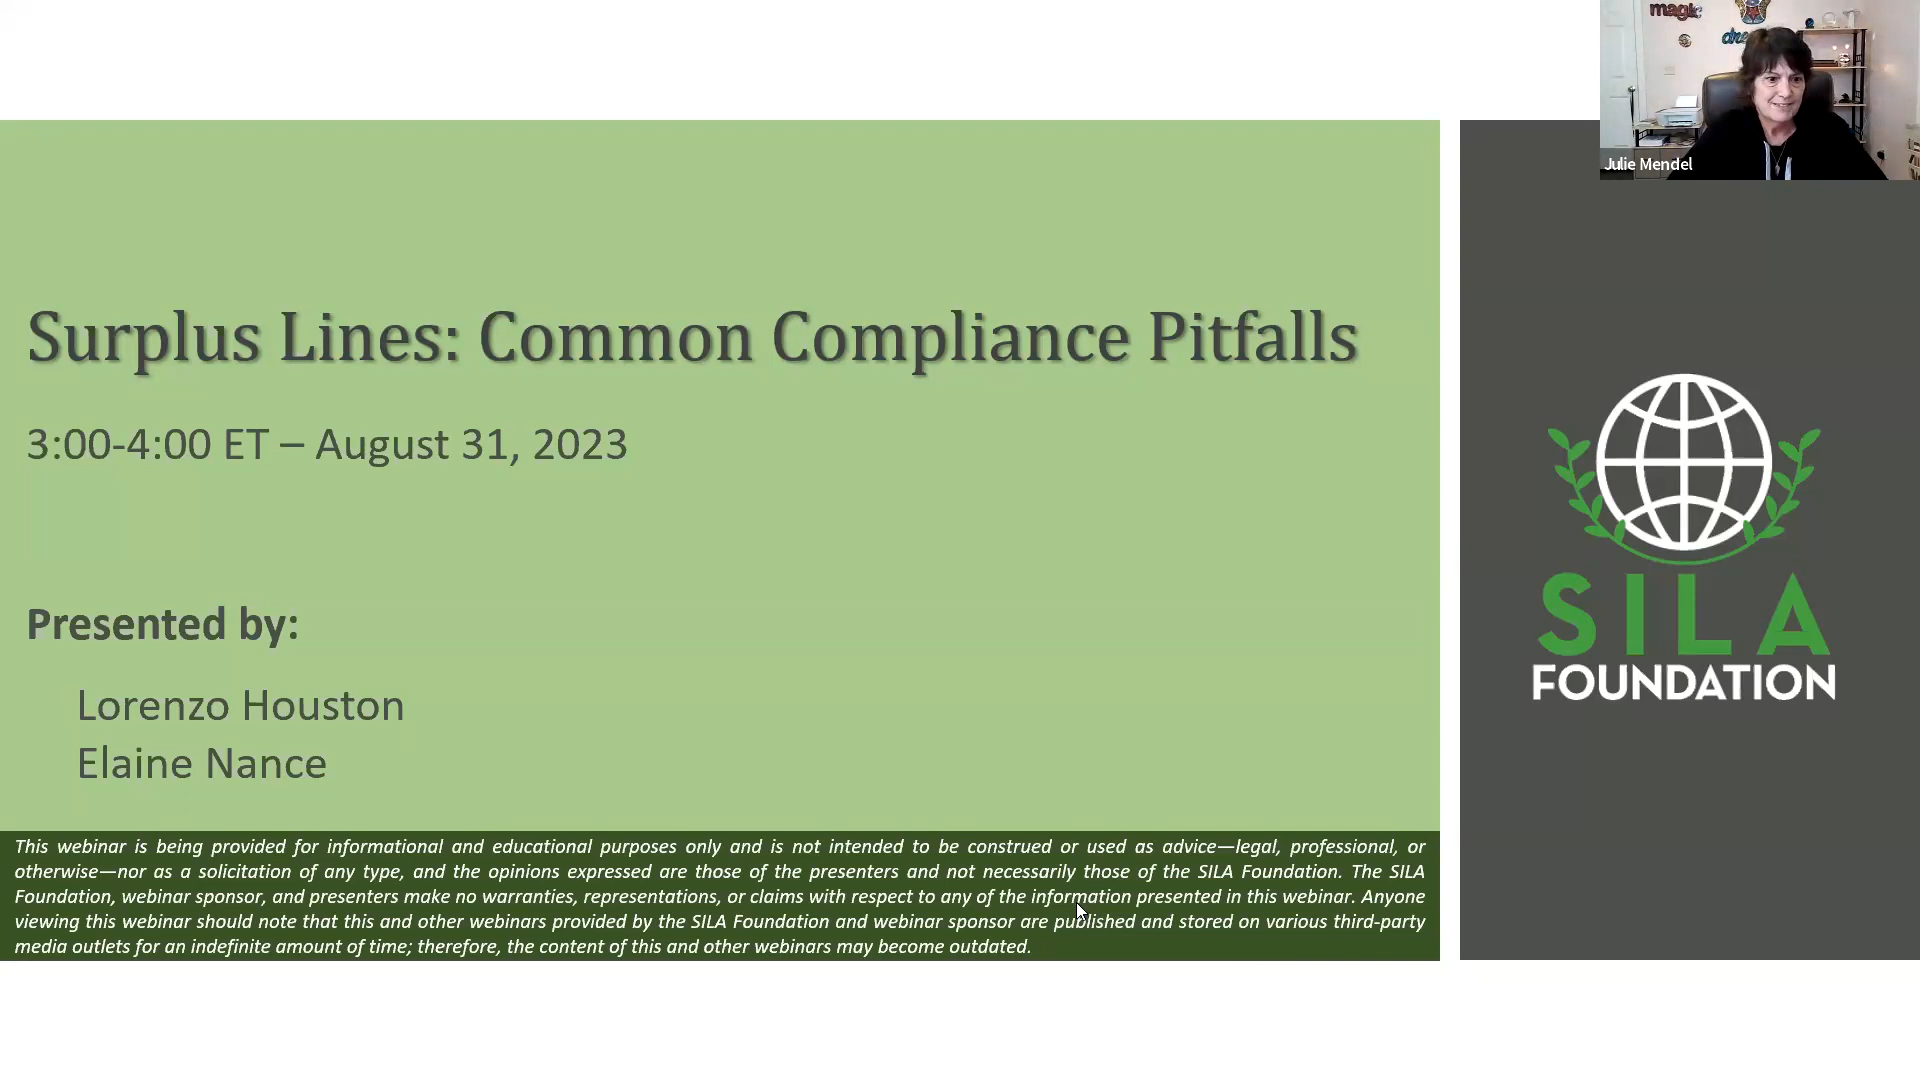 magic
Julie Mendel
Surplus Lines: Common Compliance Pitfalls
3:00-4:00 ET – August 31, 2023
Presented by:
Lorenzo Houston
Elaine Nance
This webinar is being provided for informational and educational purposes only and is not intended to be construed or used as advice—legal, professional, or
otherwise—nor as a solicitation of any type, and the opinions expressed are those of the presenters and not necessarily those of the SILA Foundation. The SILA
Foundation, webinar sponsor, and presenters make no warranties, representations, or claims with respect to any of the information presented in this webinar. Anyone
viewing this webinar should note that this and other webinars provided by the SILA Foundation and webinar sponsor are published and stored on various third-party
media outlets for an indefinite amount of time; therefore, the content of this and other webinars may become outdated.
SILA
FOUNDATION